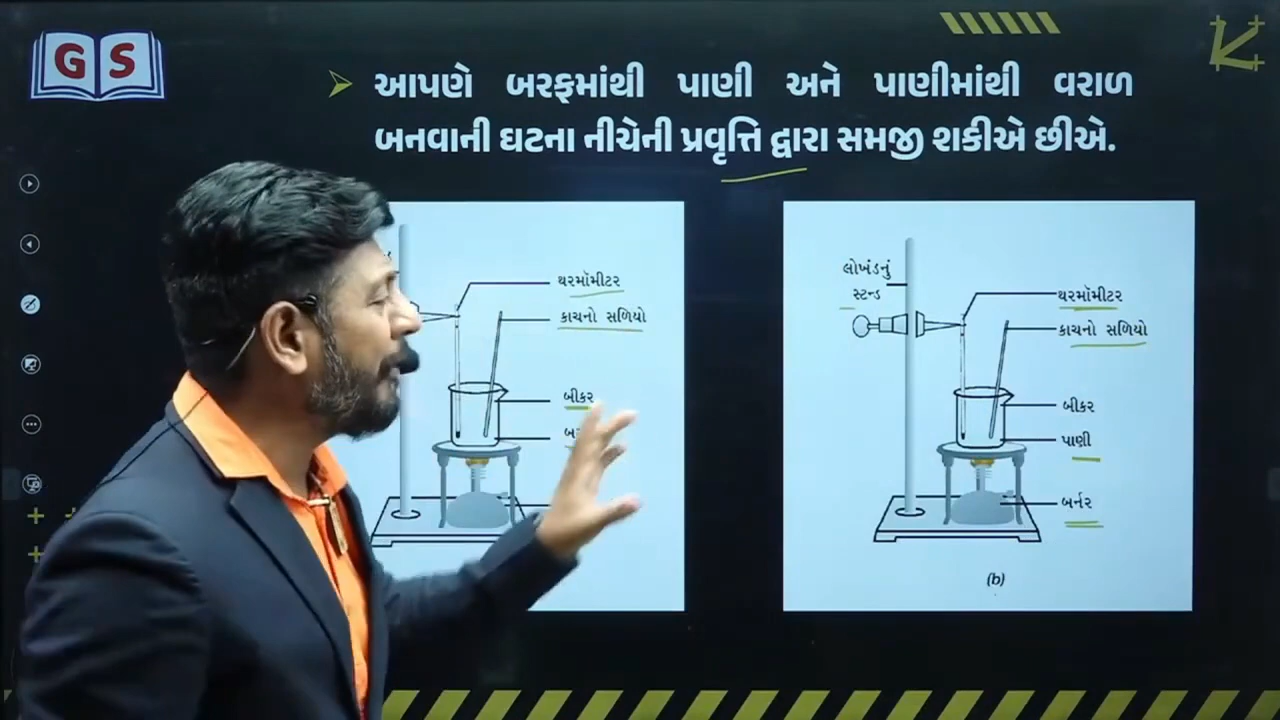 GS
આપણે બરફમાંથી પાણી અને પાણીમાંથી વરાળ
બનવાની ઘટના નીચેની પ્રવૃત્તિ દ્વારા સમજી શકીએ છીએ.
થરમૉમીટર
કાચનો સળિયો
બીકર
લોખંડનું
સ્ટન્ડ
થરમૉમીટર
કાચનો સળિયો
બીકર
પાણી
બર્નર
(b)